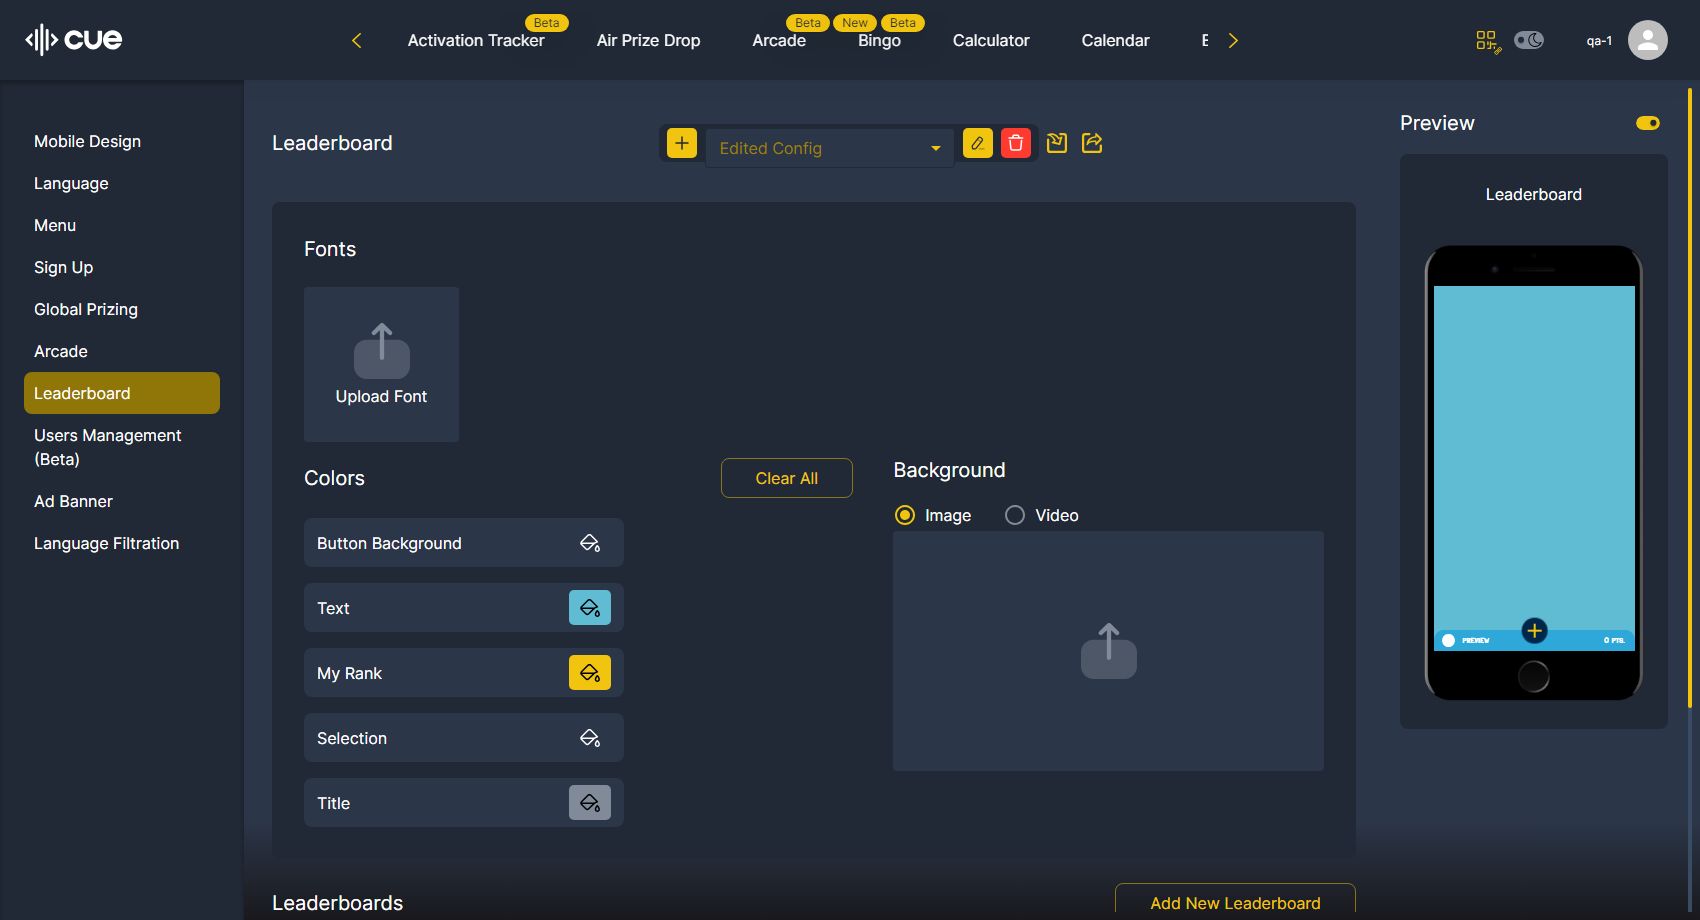 cue
Activation Tracker
Beta
Air Prize Drop
Arcade
Beta
Bingo
New
Beta
Calculator
Calendar
qa-1
Mobile Design
Language
Menu
Sign Up
Global Prizing
Arcade
Leaderboard
Users Management
(Beta)
Ad Banner
Language Filtration
Leaderboard
Edited Config
Fonts
Upload Font
Colors
Clear All
Button Background
Text
My Rank
Selection
Title
Background
Image
Video
Leaderboards
Add New Leaderboard
Preview
Leaderboard
PREVIEW
0 PTS.